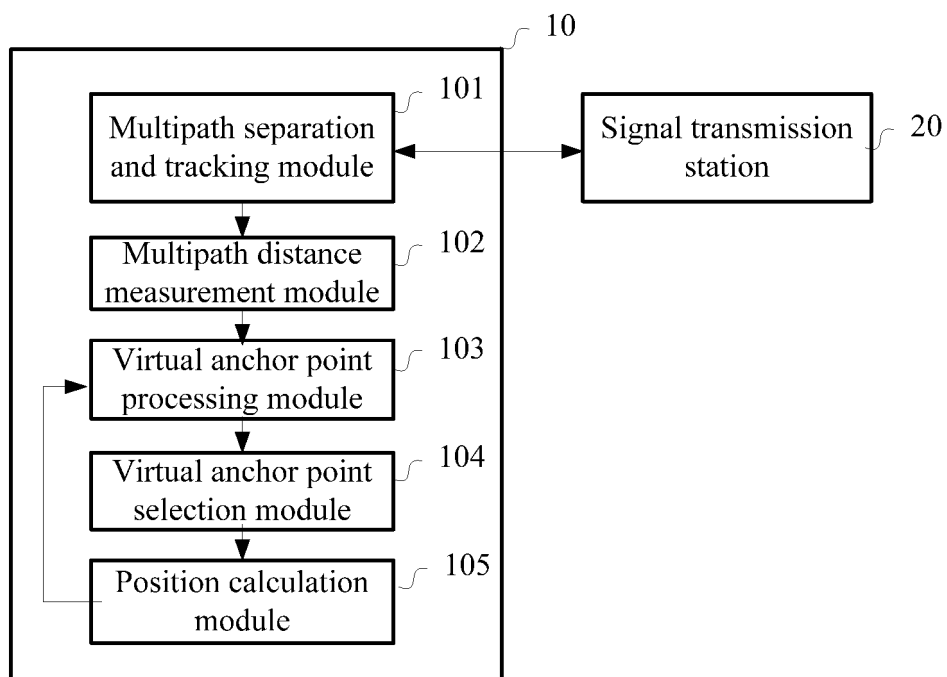 10
101
Multipath separation
and tracking module
Signal transmission
station
20
102
Multipath distance
measurement module
103
Virtual anchor point
processing module
104
Virtual anchor point
selection module
105
Position calculation
module